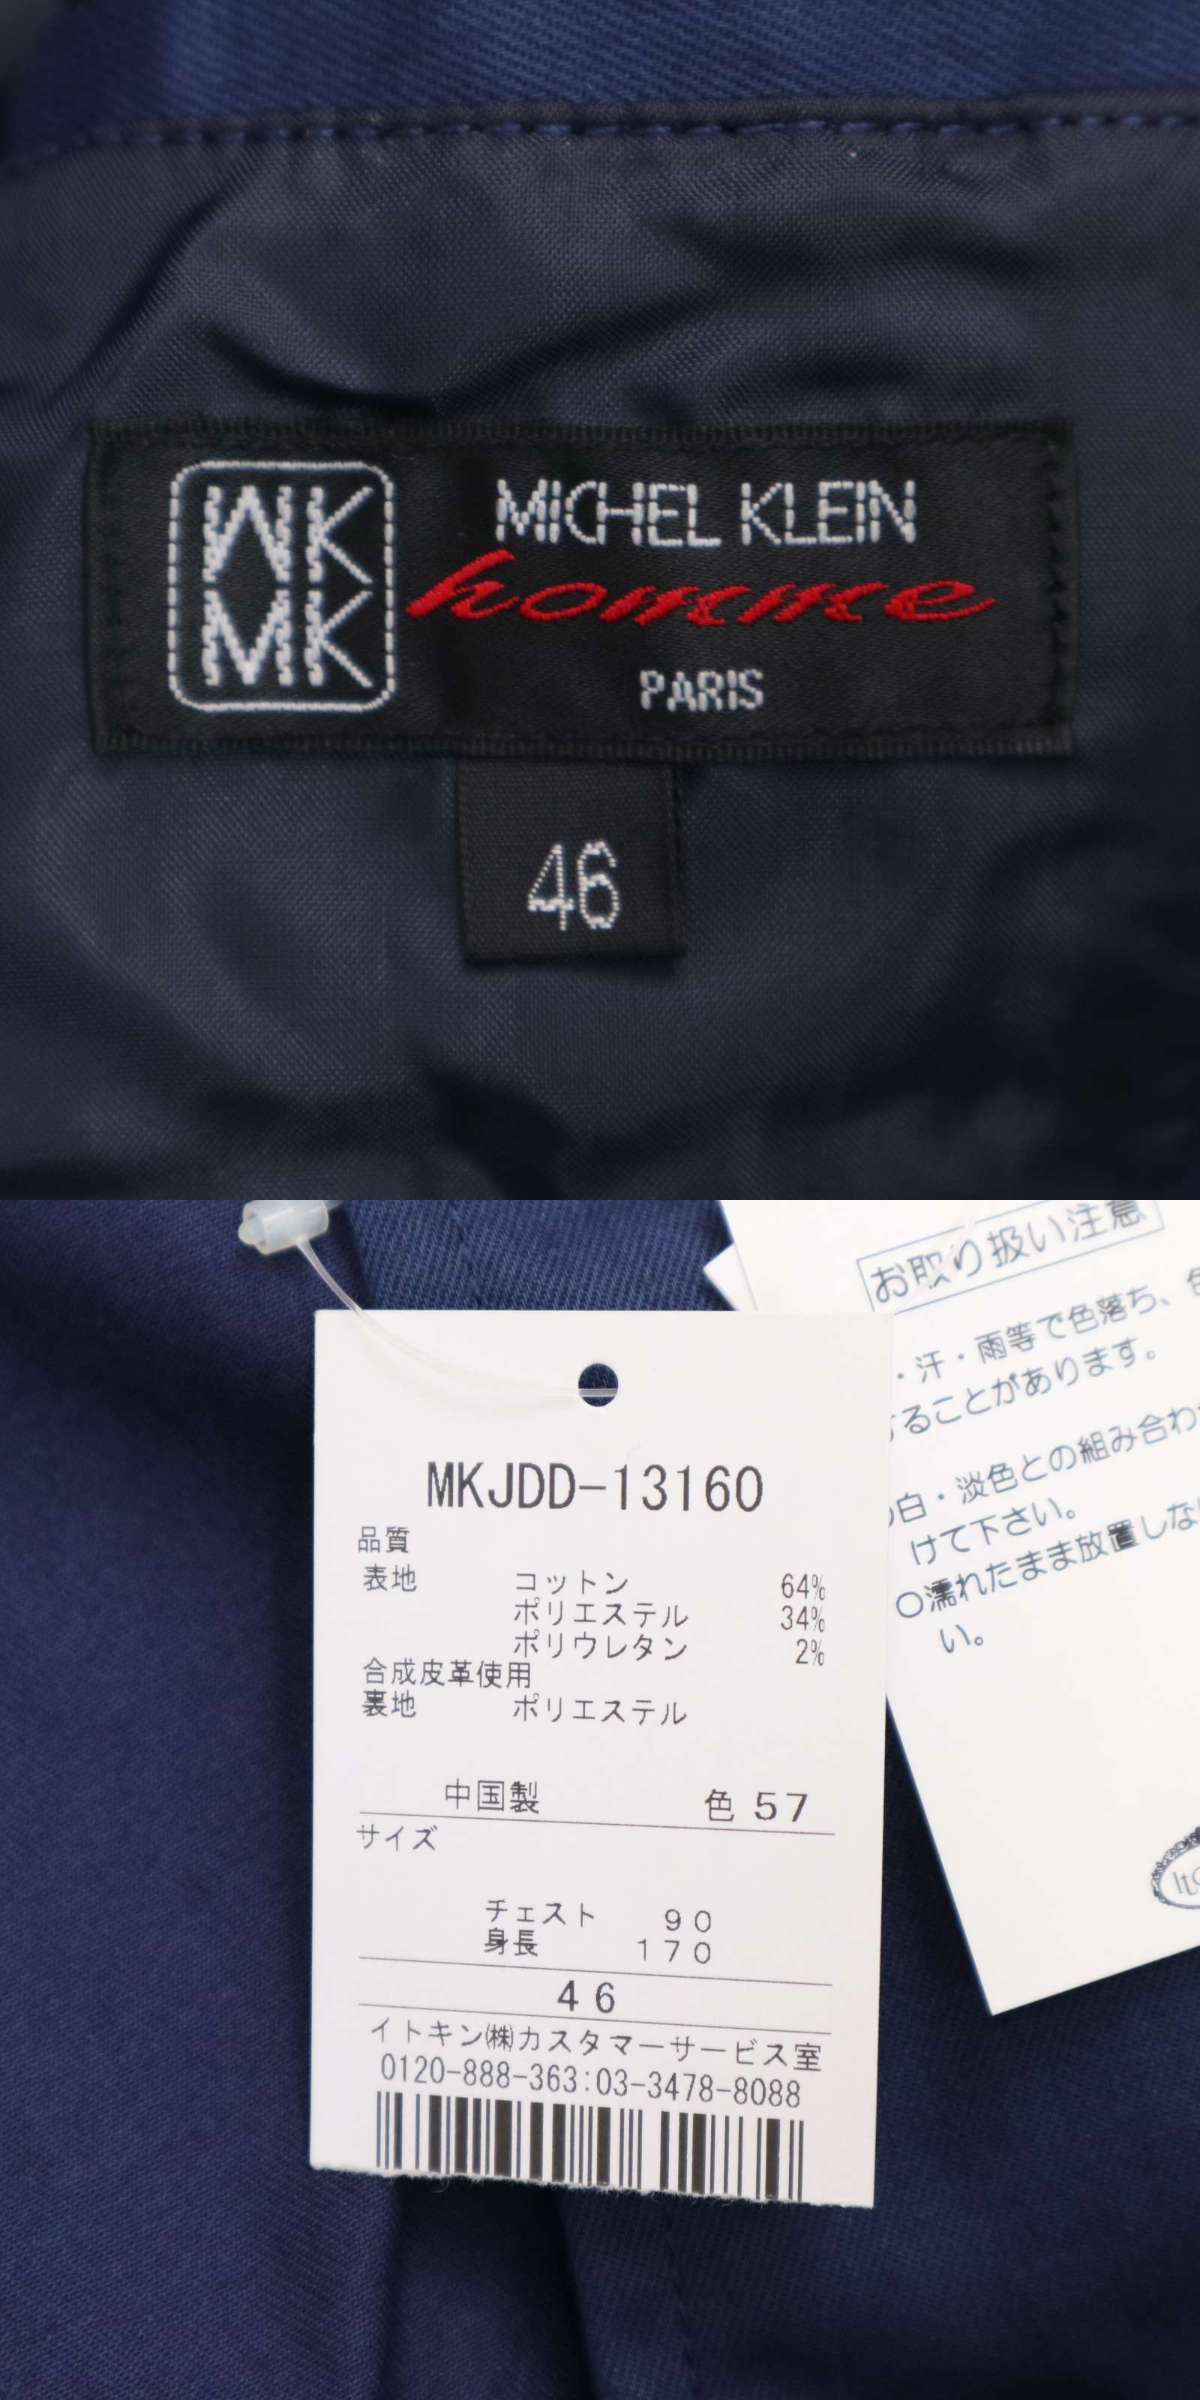 MK
MK
MICHEL KLEIN
homme
PARIS
46
お取り扱い注意
・汗・雨等で色落ち、色
ることがあります。
白・淡色との組み合わ
けて下さい。
○濡れたまま放置しな
い。
MKJDD-13160
品質
表地 コットン 64%
ポリエステル 34%
ポリウレタン 2%
合成皮革使用
裏地 ポリエステル
中国製 色 57
サイズ
チェスト 90
身長 170
46
イトキン㈱カスタマーサービス室
0120-888-363:03-3478-8088